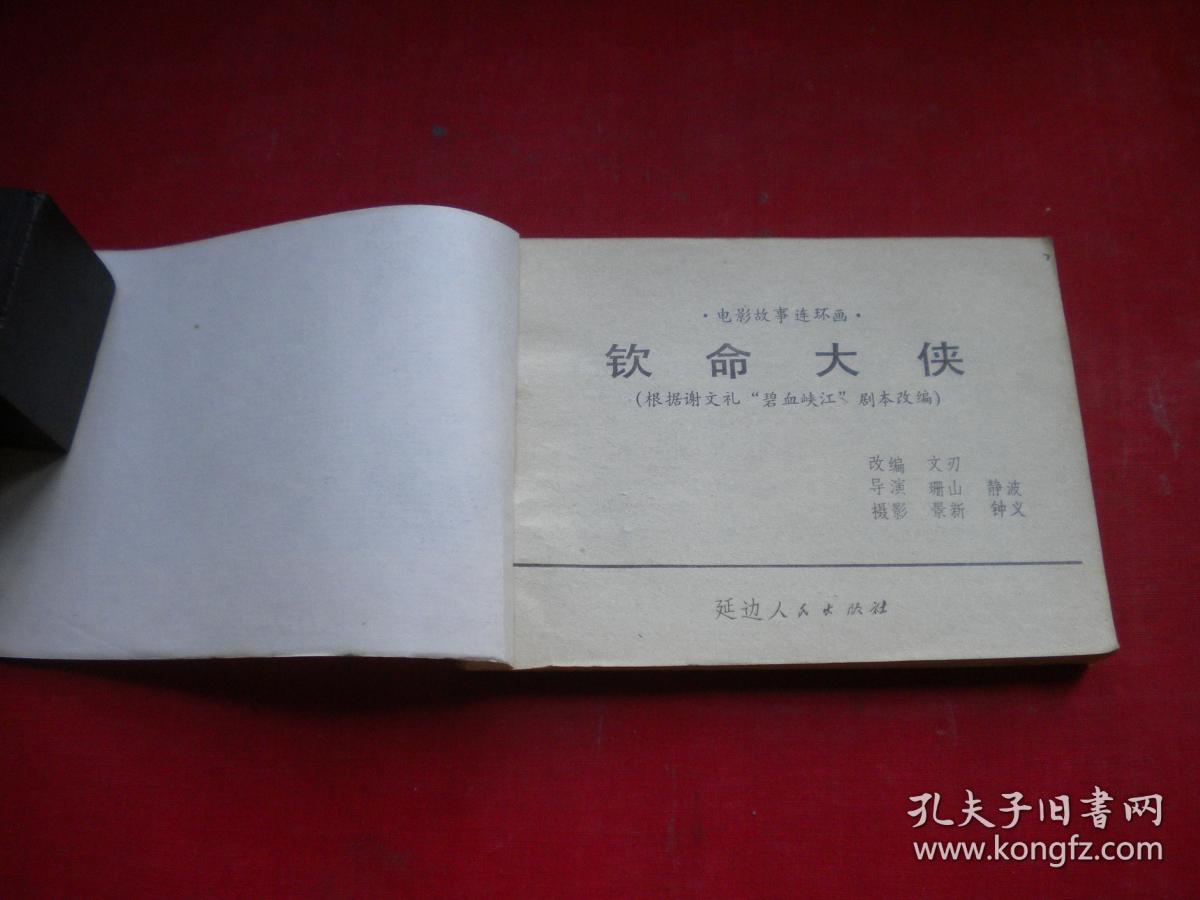 ·电影故事连环画·
钦命大侠
(根据谢文礼“碧血峡江”剧本改编)
改编 文刃
导演 珊山 静波
摄影 景新 钟义
延边人民出版社
孔夫子旧书网
www.kongfz.com